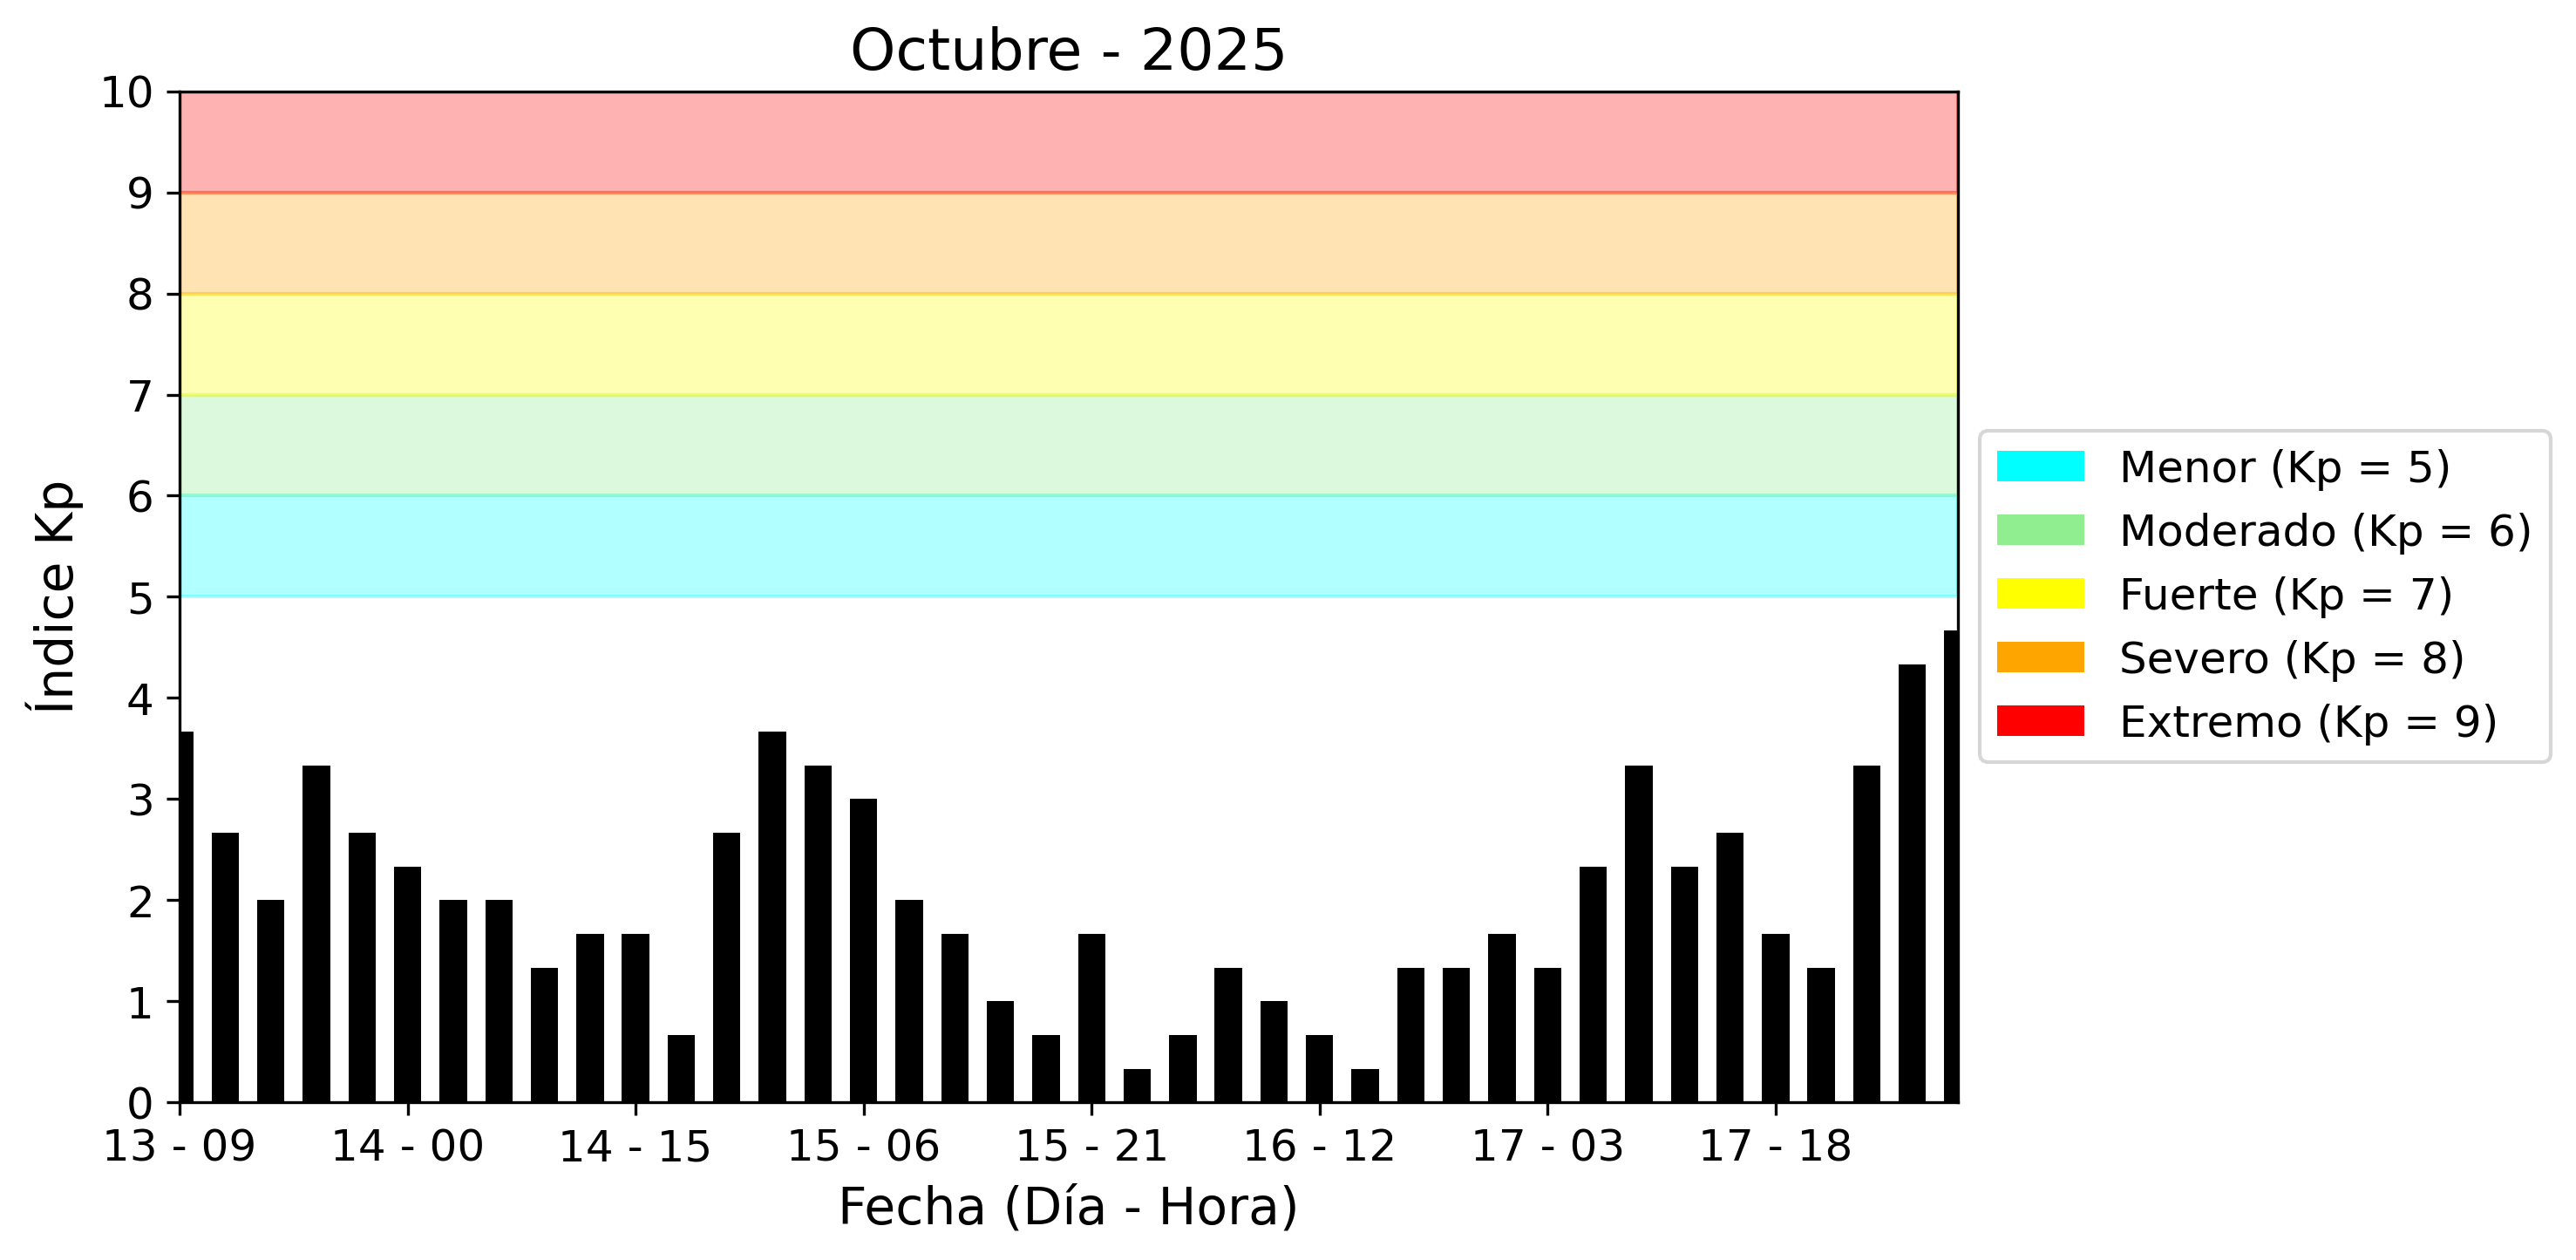 Octubre - 2025
10
9
8
7
6
5
4
3
2
1
0
Índice Kp
13 - 09
14 - 00
14 - 15
15 - 06
15 - 21
16 - 12
17 - 03
17 - 18
Fecha (Día - Hora)
Menor (Kp = 5)
Moderado (Kp = 6)
Fuerte (Kp = 7)
Severo (Kp = 8)
Extremo (Kp = 9)